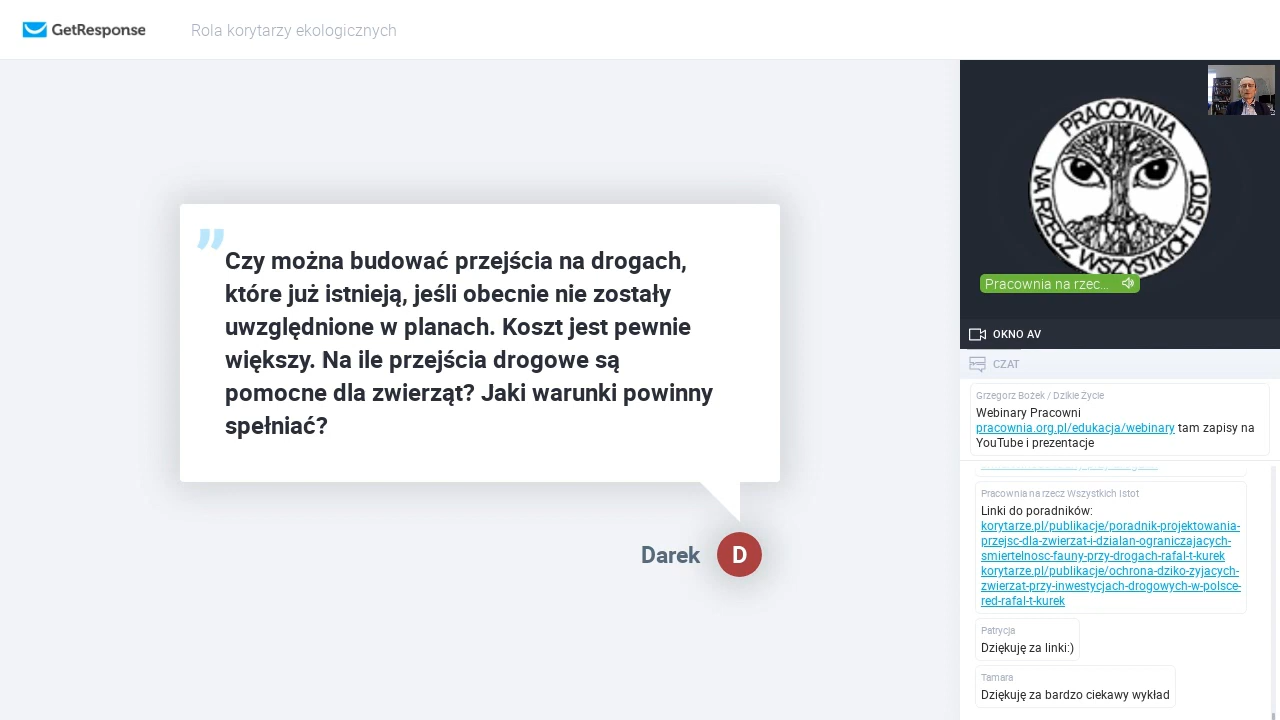 GetResponse
Rola korytarzy ekologicznych
”
Czy można budować przejścia na drogach,
które już istnieją, jeśli obecnie nie zostały
uwzględnione w planach. Koszt jest pewnie
większy. Na ile przejścia drogowe są
pomocne dla zwierząt? Jaki warunki powinny
spełniać?
Darek
D
PRACOWNIA
NA RZECZ WSZYSTKICH ISTOT
Pracownia na rzec...
OKNO AV
CZAT
Grzegorz Bożek / Dzikie Życie
Webinary Pracowni
pracownia.org.pl/edukacja/webinary tam zapisy na
YouTube i prezentacje
Pracownia na rzecz Wszystkich Istot
Linki do poradników:
korytarze.pl/publikacje/poradnik-projektowania-
przejsc-dla-zwierzat-i-dzialan-ograniczajacych-
smiertelnosc-fauny-przy-drogach-rafal-t-kurek
korytarze.pl/publikacje/ochrona-dziko-zyjacych-
zwierzat-przy-inwestycjach-drogowych-w-polsce-
red-rafal-t-kurek
Patrycja
Dziękuję za linki:)
Tamara
Dziękuję za bardzo ciekawy wykład